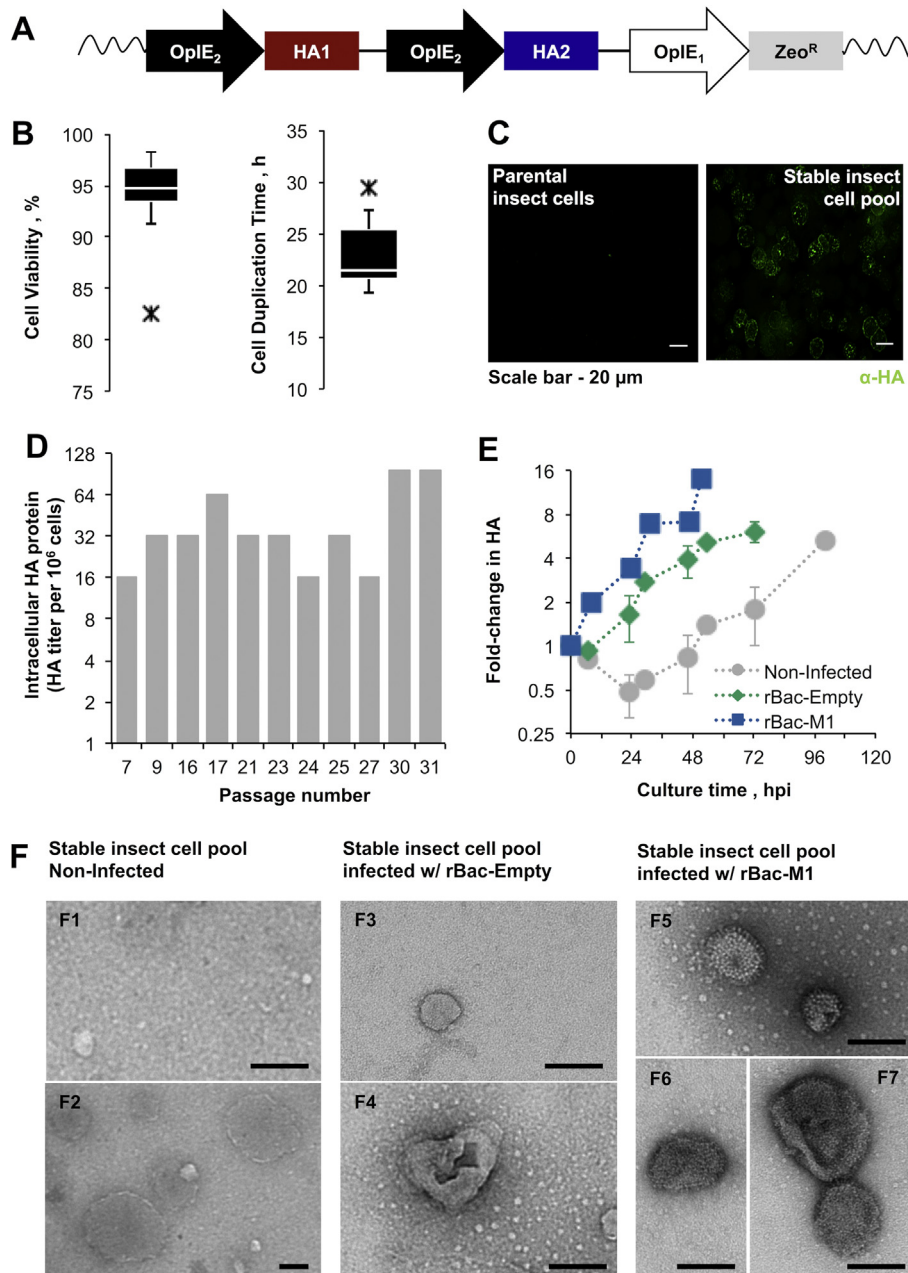 A
OpIE2 HA1 OpIE2 HA2 OpIE1 ZeoR
B
Cell Viability , %
100
95
90
85
80
75
Cell Duplication Time , h
35
30
25
20
15
10
C
Parental
insect cells
Stable insect
cell pool
Scale bar - 20 µm
α-HA
D
Intracellular HA protein
(HA titer per 10⁶ cells)
128
64
32
16
8
4
2
1
7 9 16 17 21 23 24 25 27 30 31
Passage number
E
Fold-change in HA
16
8
4
2
1
0.5
0.25
Non-Infected
rBac-Empty
rBac-M1
0 24 48 72 96 120
Culture time , hpi
F
Stable insect cell pool
Non-Infected
Stable insect cell pool
infected w/ rBac-Empty
Stable insect cell pool
infected w/ rBac-M1
F1
F2
F3
F4
F5
F6
F7